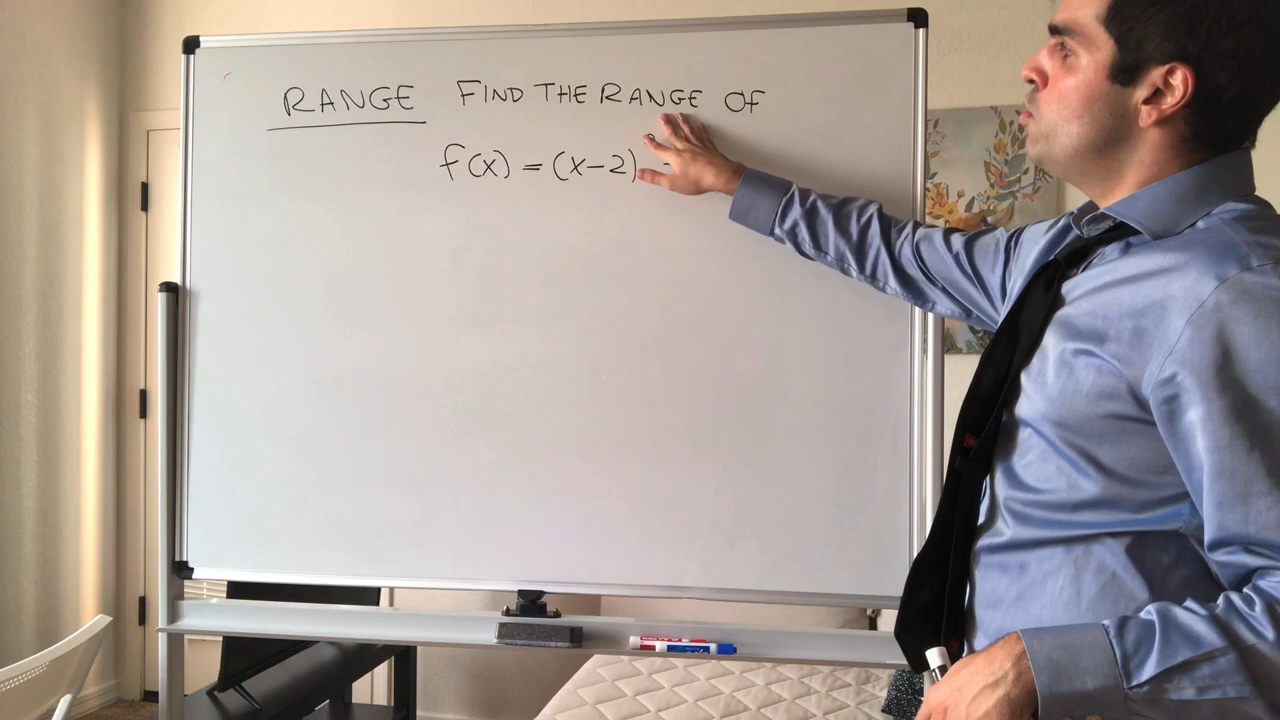 RANGE FIND THE RANGE OF
f(x) = (x-2)